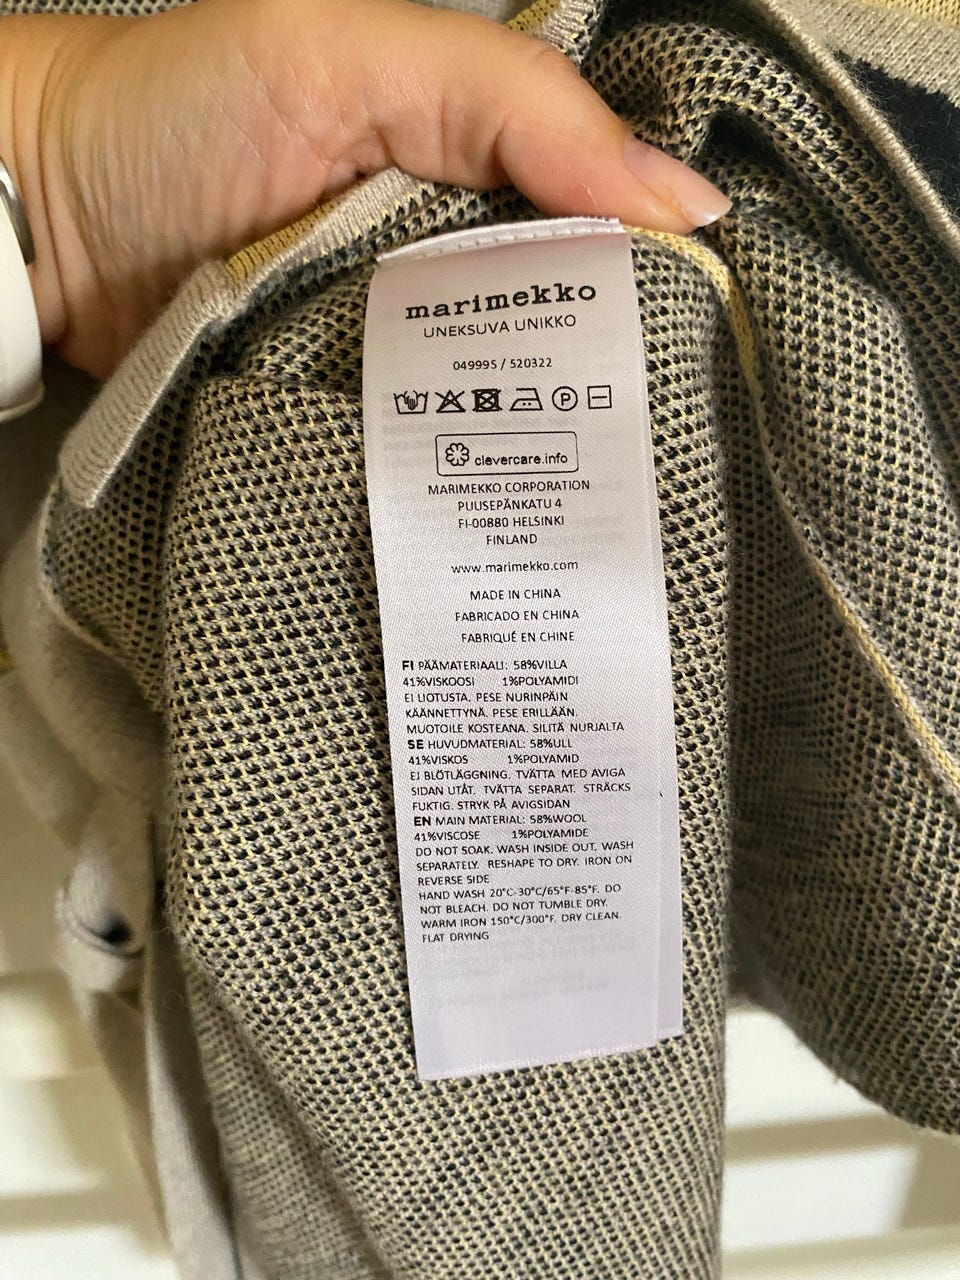 marimekko
UNEKSUVA UNIKKO
049995 / 520322
P
clevercare.info
MARIMEKKO CORPORATION
PUUSEPÄNKATU 4
FI-00880 HELSINKI
FINLAND
www.marimekko.com
MADE IN CHINA
FABRICADO EN CHINA
FABRIQUÉ EN CHINE
FI PÄÄMATERIAALI: 58%VILLA
41%VISKOOSI 1%POLYAMIDI
EI LIOTUSTA. PESE NURINPÄIN
KÄÄNNETTYNÄ. PESE ERILLÄÄN.
MUOTOILE KOSTEANA. SILITÄ NURJALTA
SE HUVUDMATERIAL: 58%ULL
41%VISKOS 1%POLYAMID
EJ BLÖTLÄGGNING. TVÄTTA MED AVIGA
SIDAN UTÅT. TVÄTTA SEPARAT. STRÄCKS
FUKTIG. STRYK PÅ AVIGSIDAN
EN MAIN MATERIAL: 58%WOOL
41%VISCOSE 1%POLYAMIDE
DO NOT SOAK. WASH INSIDE OUT. WASH
SEPARATELY. RESHAPE TO DRY. IRON ON
REVERSE SIDE
HAND WASH 20°C-30°C/65°F-85°F. DO
NOT BLEACH. DO NOT TUMBLE DRY.
WARM IRON 150°C/300°F. DRY CLEAN.
FLAT DRYING